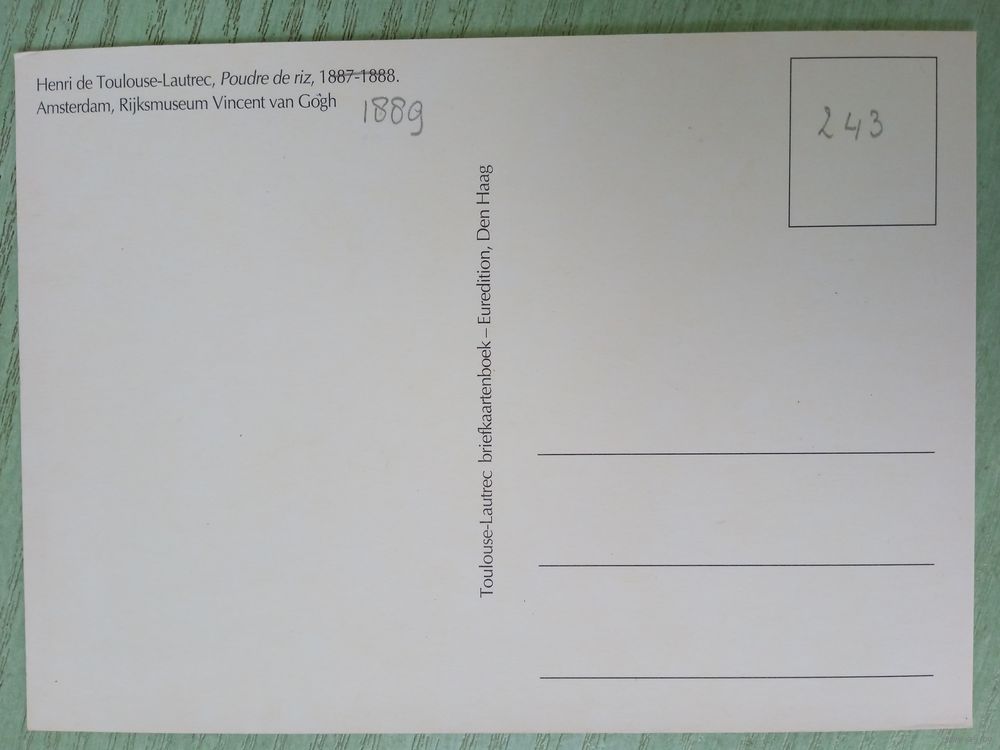 Henri de Toulouse-Lautrec, Poudre de riz, 1887-1888.
Amsterdam, Rijksmuseum Vincent van Gogh
1889
243
Toulouse-Lautrec briefkaartenboek – Euredition, Den Haag